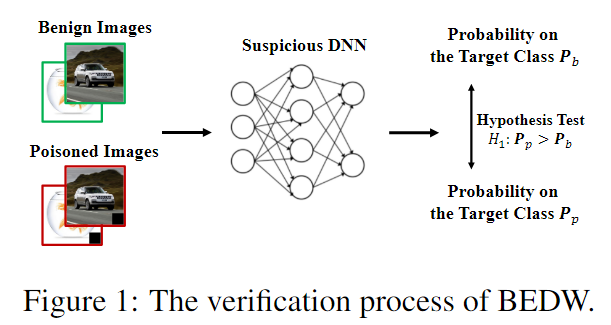 Benign Images
Poisoned Images
Suspicious DNN
Probability on
the Target Class P_b
Hypothesis Test
H_1: P_p > P_b
Probability on
the Target Class P_p
Figure 1: The verification process of BEDW.